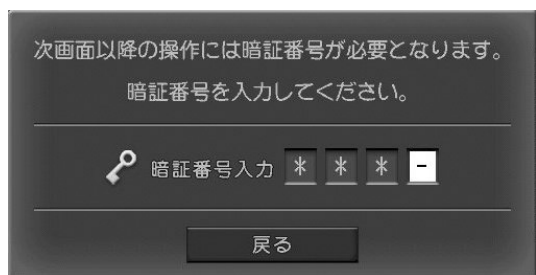 次画面以降の操作には暗証番号が必要となります。
暗証番号を入力してください。
暗証番号入力 * * * -
戻る